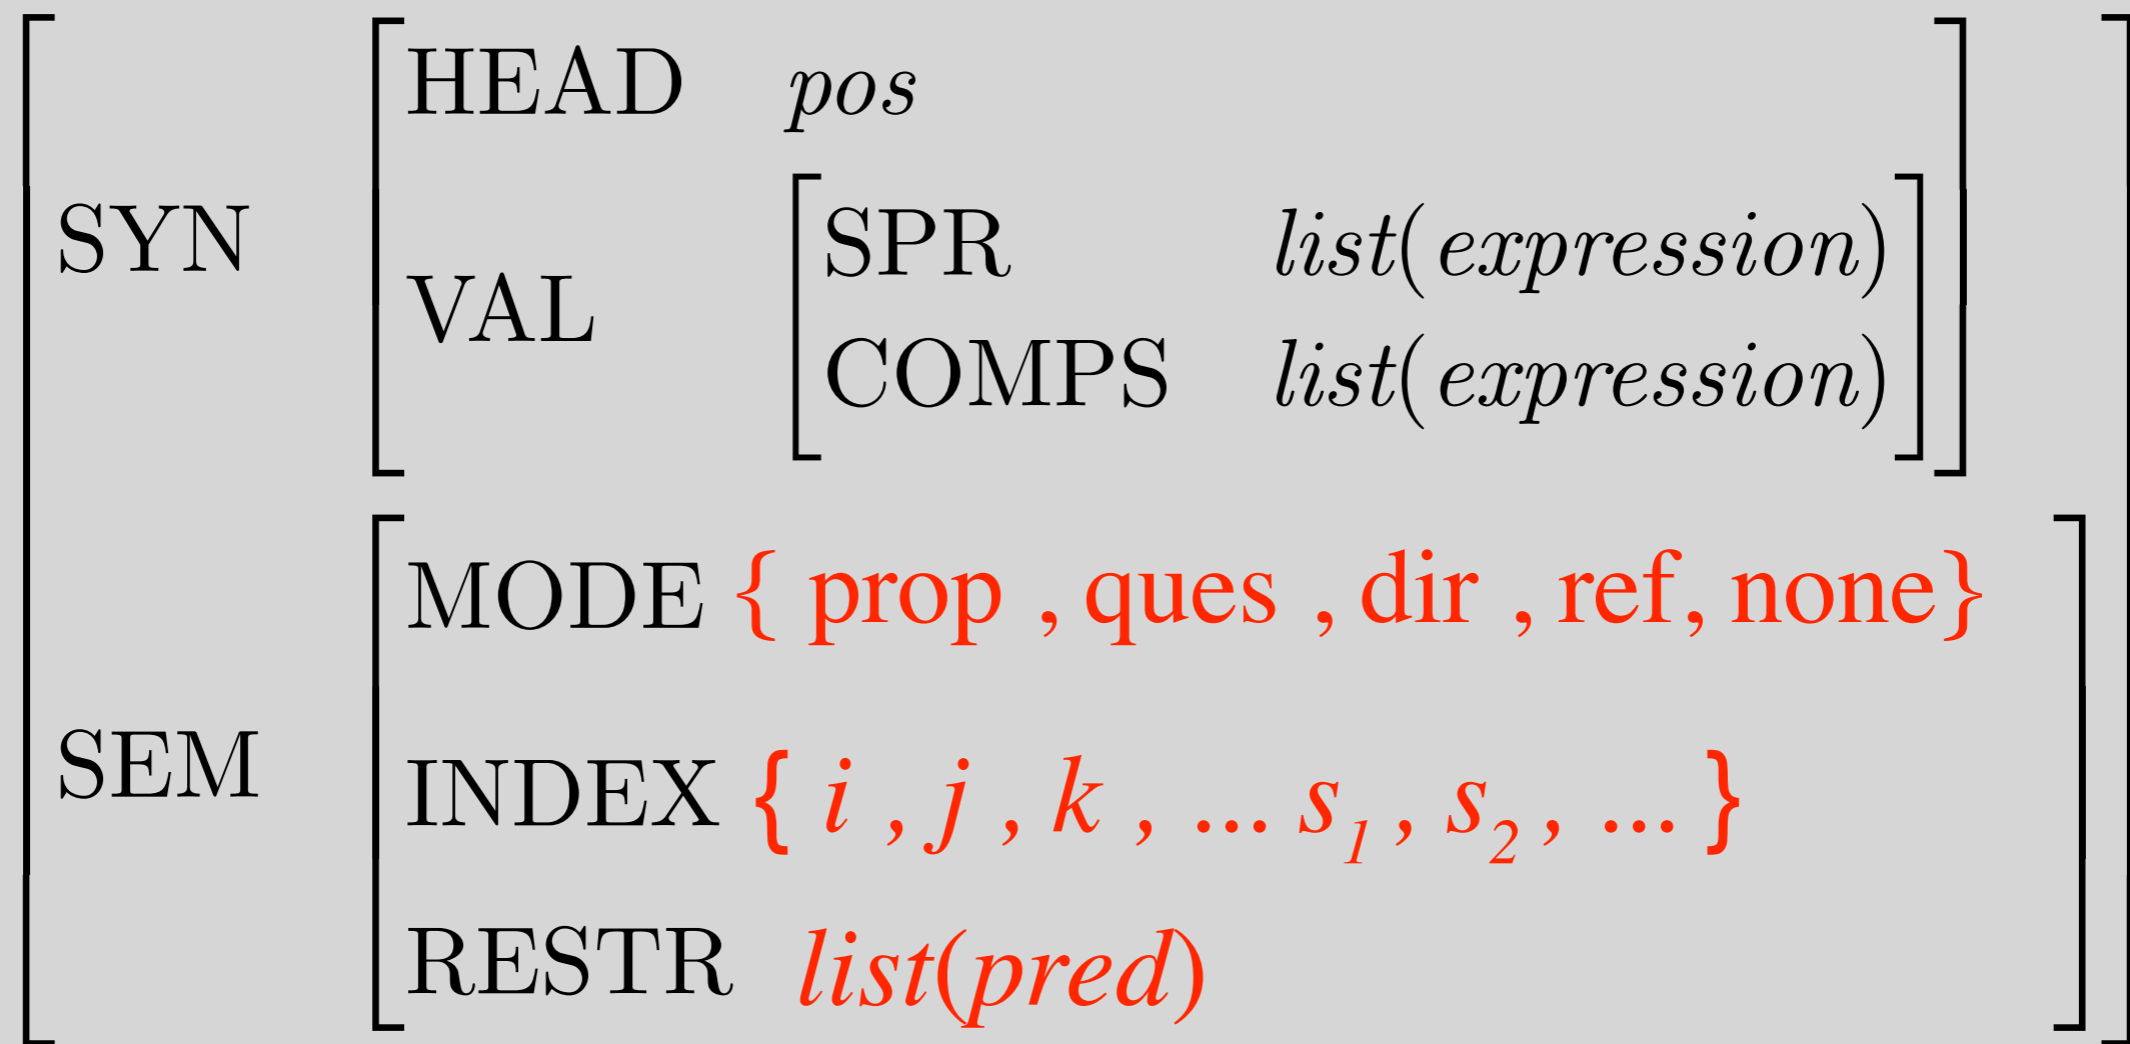 HEAD pos
SPR list(expression)
SYN
VAL
COMPS list(expression)
MODE { prop , ques , dir , ref, none}
SEM
INDEX { i , j , k , ... s1 , s2 , ... }
RESTR list(pred)